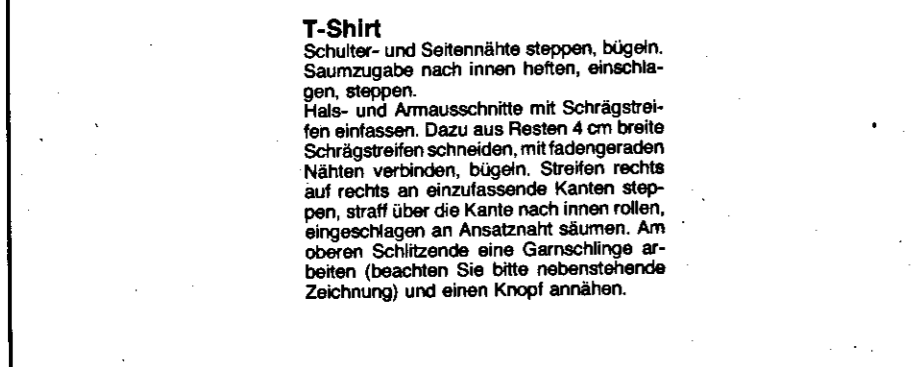 T-Shirt
Schulter- und Seitennähte steppen, bügeln.
Saumzugabe nach innen heften, einschla-
gen, steppen.
Hals- und Armausschnitte mit Schrägstrei-
fen einfassen. Dazu aus Resten 4 cm breite
Schrägstreifen schneiden, mit fadengeraden
Nähten verbinden, bügeln. Streifen rechts
auf rechts an einzufassende Kanten step-
pen, straff über die Kante nach innen rollen,
eingeschlagen an Ansatznaht säumen. Am
oberen Schlitzende eine Garnschlinge ar-
beiten (beachten Sie bitte nebenstehende
Zeichnung) und einen Knopf annähen.